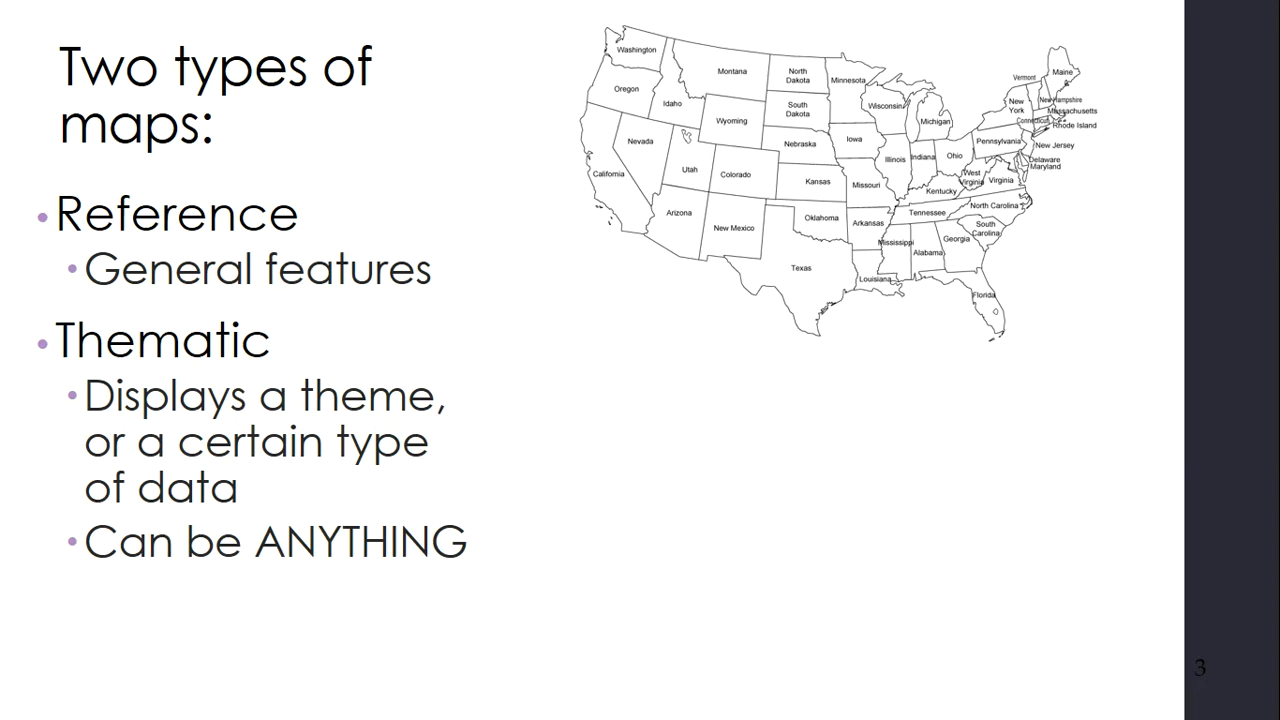 Two types of
maps:
• Reference
• General features
• Thematic
• Displays a theme,
or a certain type
of data
• Can be ANYTHING
Washington
Montana
North
Dakota
Minnesota
Maine
Vermont
Oregon
Idaho
Wyoming
South
Dakota
Wisconsin
Michigan
New
York
New Hampshire
Massachusetts
Connecticut
Rhode Island
Nevada
Utah
Colorado
Nebraska
Iowa
Illinois
Indiana
Ohio
Pennsylvania
New Jersey
Delaware
Maryland
California
Kansas
Missouri
Kentucky
West
Virginia
Virginia
Arizona
New Mexico
Oklahoma
Arkansas
Tennessee
North Carolina
South
Carolina
Texas
Louisiana
Mississippi
Alabama
Georgia
Florida
3